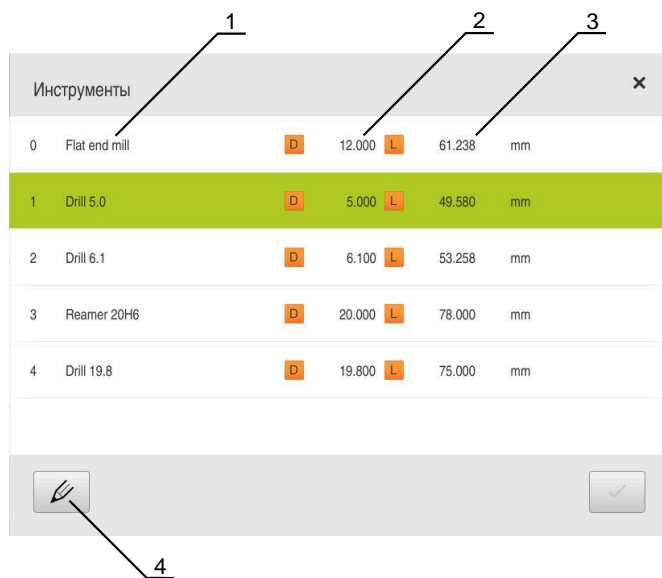 1 2 3
Инструменты ×
0 Flat end mill D 12.000 L 61.238 mm
1 Drill 5.0 D 5.000 L 49.580 mm
2 Drill 6.1 D 6.100 L 53.258 mm
3 Reamer 20H6 D 20.000 L 78.000 mm
4 Drill 19.8 D 19.800 L 75.000 mm
4